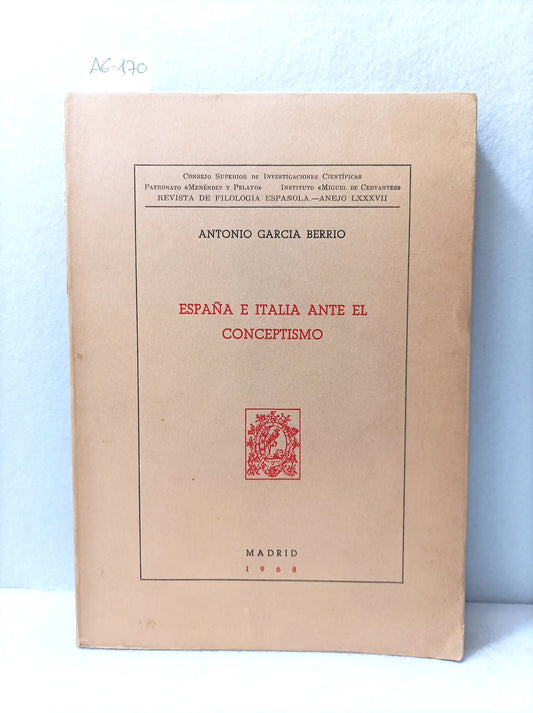 A6-170
Consejo Superior de Investigaciones Científicas
Patronato «Menéndez y Pelayo» Instituto «Miguel de Cervantes»
REVISTA DE FILOLOGIA ESPAÑOLA.—ANEJO LXXXVII
ANTONIO GARCIA BERRIO
ESPAÑA E ITALIA ANTE EL
CONCEPTISMO
MADRID
1968